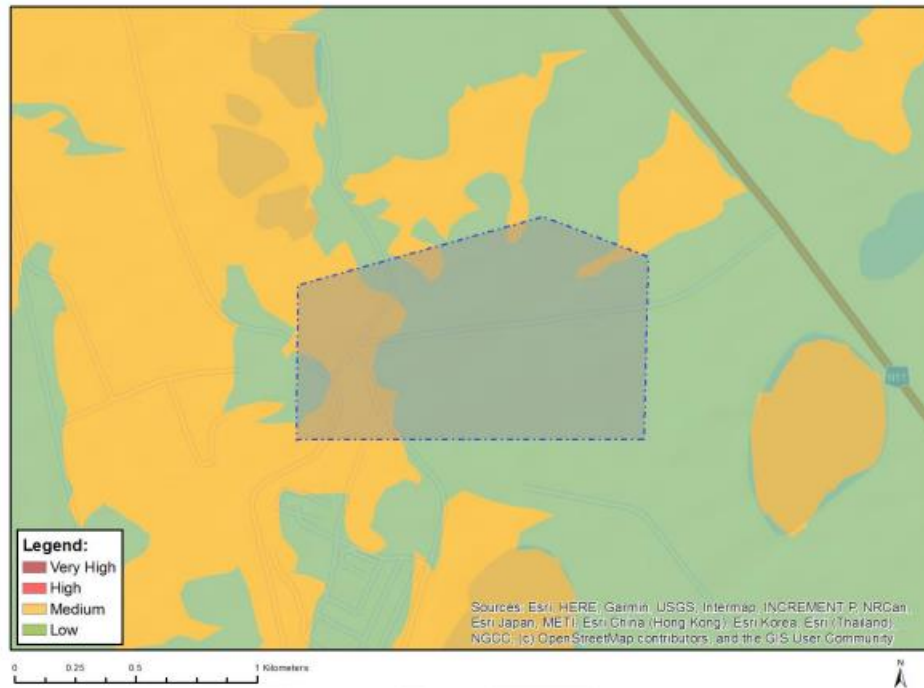 Legend:
Very High
High
Medium
Low
Sources: Esri, HERE, Garmin, USGS, Intermap, INCREMENT P, NRCan,
Esri Japan, METI, Esri China (Hong Kong), Esri Korea, Esri (Thailand),
NGCC, (c) OpenStreetMap contributors, and the GIS User Community
0 0.25 0.5 1 Kilometers
N